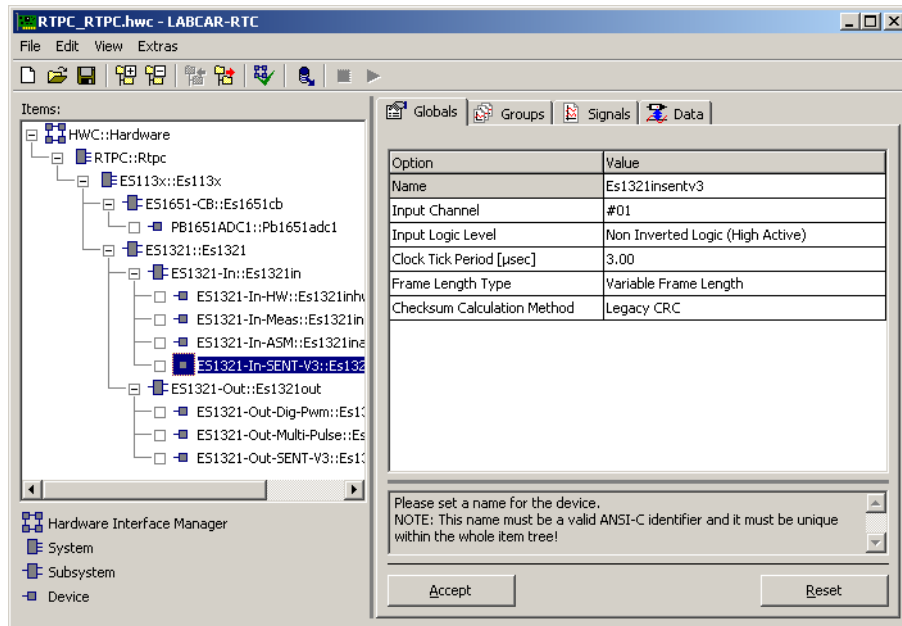 RTPC_RTPC.hwc - LABCAR-RTC
File Edit View Extras
Items:
HWC::Hardware
RTPC::Rtpc
ES113x::Es113x
ES1651-CB::Es1651cb
PB1651ADC1::Pb1651adc1
ES1321::Es1321
ES1321-In::Es1321in
ES1321-In-HW::Es1321inhw
ES1321-In-Meas::Es1321in
ES1321-In-ASM::Es1321ina
ES1321-In-SENT-V3::Es132
ES1321-Out::Es1321out
ES1321-Out-Dig-Pwm::Es13
ES1321-Out-Multi-Pulse::Es
ES1321-Out-SENT-V3::Es13
Hardware Interface Manager
System
Subsystem
Device
Globals Groups Signals Data
Option Value
Name Es1321insentv3
Input Channel #01
Input Logic Level Non Inverted Logic (High Active)
Clock Tick Period [µsec] 3.00
Frame Length Type Variable Frame Length
Checksum Calculation Method Legacy CRC
Please set a name for the device.
NOTE: This name must be a valid ANSI-C identifier and it must be unique
within the whole item tree!
Accept Reset